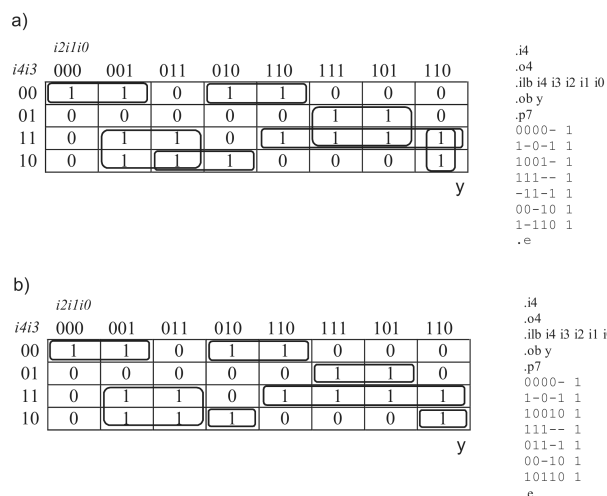 a)
i2i1i0
i4i3 000 001 011 010 110 111 101 110
00 1 1 0 1 1 0 0 0
01 0 0 0 0 0 1 1 0
11 0 1 1 0 1 1 1 1
10 0 1 1 1 0 0 0 1
y
.i4
.o4
.ilb i4 i3 i2 i1 i0
.ob y
.p7
0000- 1
1-0-1 1
1001- 1
111-- 1
-11-1 1
00-10 1
1-110 1
.e
b)
i2i1i0
i4i3 000 001 011 010 110 111 101 110
00 1 1 0 1 1 0 0 0
01 0 0 0 0 0 1 1 0
11 0 1 1 0 1 1 1 1
10 0 1 1 1 0 0 0 1
y
.i4
.o4
.ilb i4 i3 i2 i1 i
.ob y
.p7
0000- 1
1-0-1 1
10010 1
111-- 1
011-1 1
00-10 1
10110 1
.e